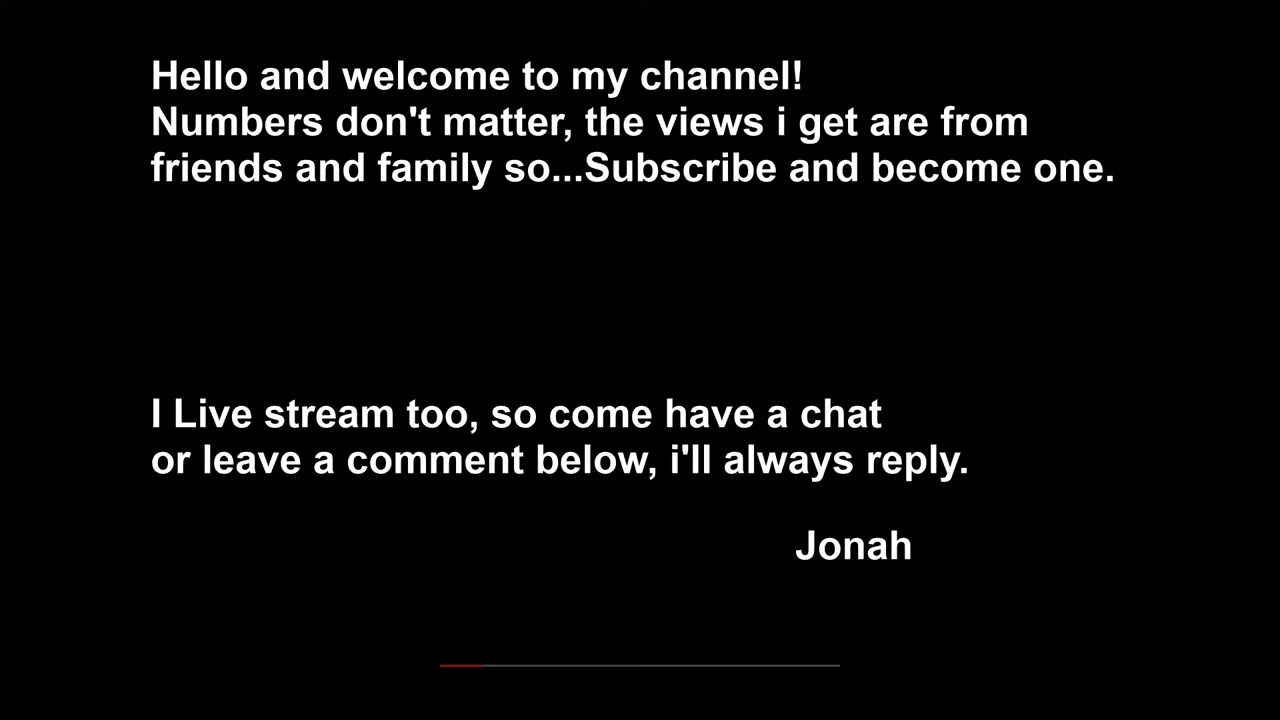 Hello and welcome to my channel!
Numbers don't matter, the views i get are from
friends and family so...Subscribe and become one.
I Live stream too, so come have a chat
or leave a comment below, i'll always reply.
Jonah